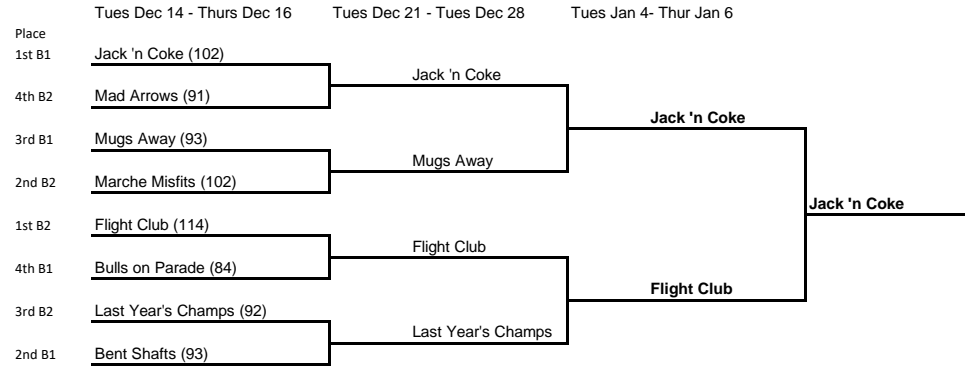 Tues Dec 14 - Thurs Dec 16 Tues Dec 21 - Tues Dec 28 Tues Jan 4- Thur Jan 6
Place
1st B1 Jack 'n Coke (102)
Jack 'n Coke
4th B2 Mad Arrows (91)
Jack 'n Coke
3rd B1 Mugs Away (93)
Mugs Away
2nd B2 Marche Misfits (102)
Jack 'n Coke
1st B2 Flight Club (114)
Flight Club
4th B1 Bulls on Parade (84)
Flight Club
3rd B2 Last Year's Champs (92)
Last Year's Champs
2nd B1 Bent Shafts (93)